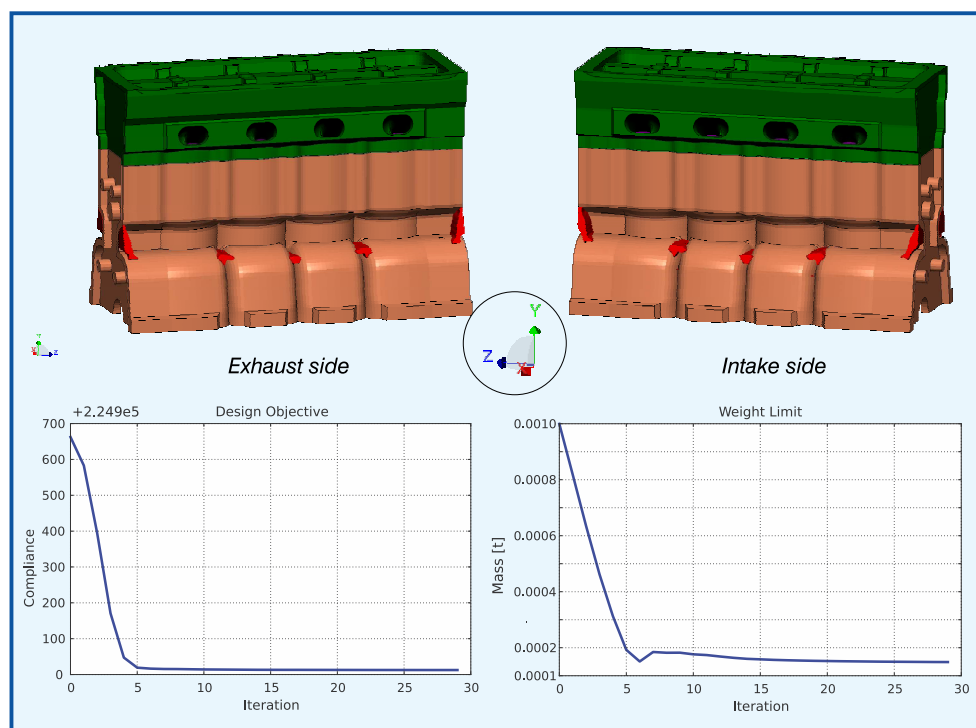 Y
Z
X
Exhaust side
Intake side
+2.249e5
Design Objective
700
600
500
400
300
200
100
0
Compliance
0 5 10 15 20 25 30
Iteration
Weight Limit
0.0010
0.0008
0.0006
0.0004
0.0002
0.0001
Mass [t]
0 5 10 15 20 25 30
Iteration